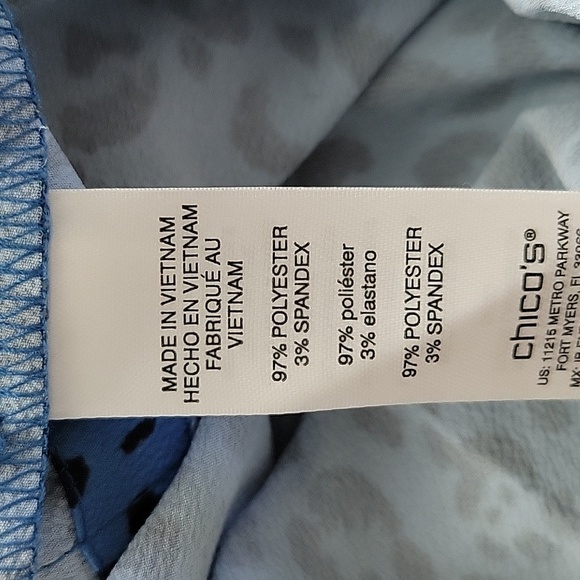 MADE IN VIETNAM
HECHO EN VIETNAM
FABRIQUÉ AU
VIETNAM
97% POLYESTER
3% SPANDEX
97% poliéster
3% elastano
97% POLYESTER
3% SPANDEX
chico's®
US: 11215 METRO PARKWAY
FORT MYERS, FL